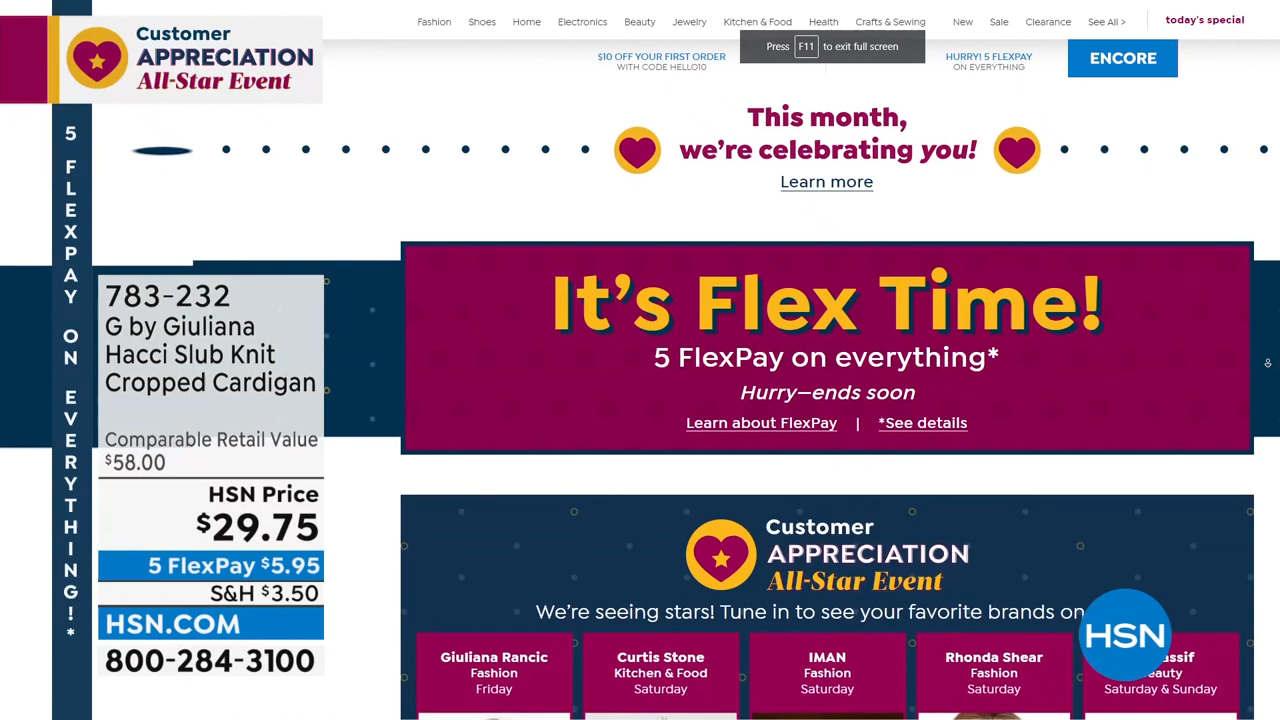 Customer
APPRECIATION
All-Star Event
Fashion Shoes Home Electronics Beauty Jewelry Kitchen & Food Health Crafts & Sewing New Sale Clearance See All > today's special
Press F11 to exit full screen
$10 OFF YOUR FIRST ORDER
WITH CODE HELLO10
HURRY! 5 FLEXPAY
ON EVERYTHING
ENCORE
This month,
we're celebrating you!
Learn more
5 FLEXPAY ON EVERYTHING!*
It's Flex Time!
5 FlexPay on everything*
Hurry—ends soon
Learn about FlexPay | *See details
783-232
G by Giuliana
Hacci Slub Knit
Cropped Cardigan
Comparable Retail Value
$58.00
HSN Price
$29.75
5 FlexPay $5.95
S&H $3.50
HSN.COM
800-284-3100
Customer
APPRECIATION
All-Star Event
We're seeing stars! Tune in to see your favorite brands on
HSN
Giuliana Rancic
Fashion
Friday
Curtis Stone
Kitchen & Food
Saturday
IMAN
Fashion
Saturday
Rhonda Shear
Fashion
Saturday
Saturday & Sunday